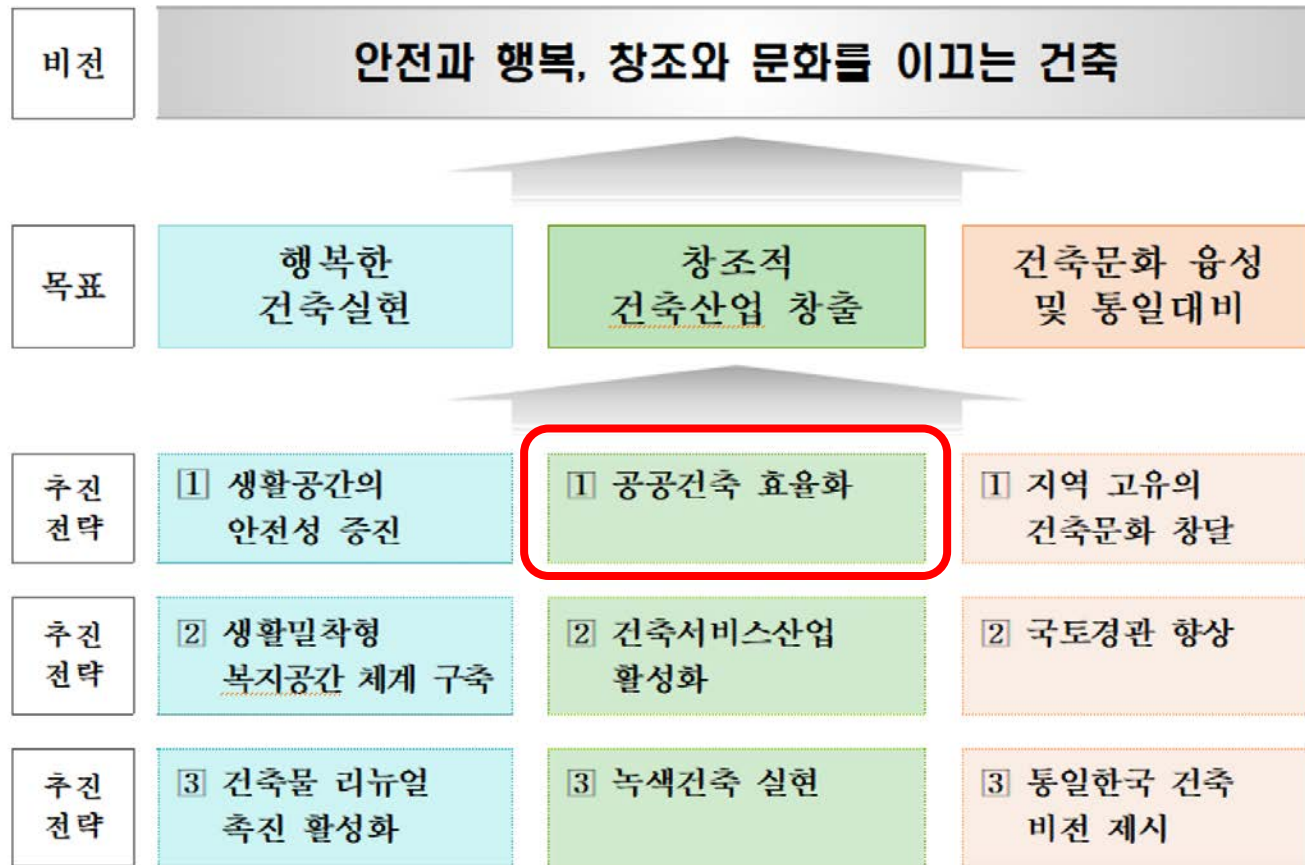 비전
안전과 행복, 창조와 문화를 이끄는 건축
목표
행복한
건축실현
창조적
건축산업 창출
건축문화 융성
및 통일대비
추진
전략
1 생활공간의
안전성 증진
1 공공건축 효율화
1 지역 고유의
건축문화 창달
추진
전략
2 생활밀착형
복지공간 체계 구축
2 건축서비스산업
활성화
2 국토경관 향상
추진
전략
3 건축물 리뉴얼
촉진 활성화
3 녹색건축 실현
3 통일한국 건축
비전 제시